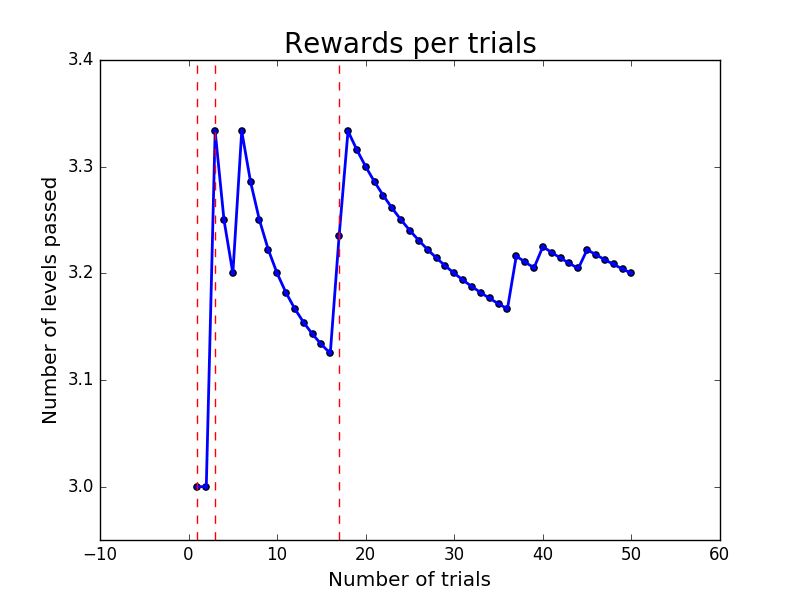 Rewards per trials
3.4
3.3
3.2
3.1
3.0
Number of levels passed
−10 0 10 20 30 40 50 60
Number of trials